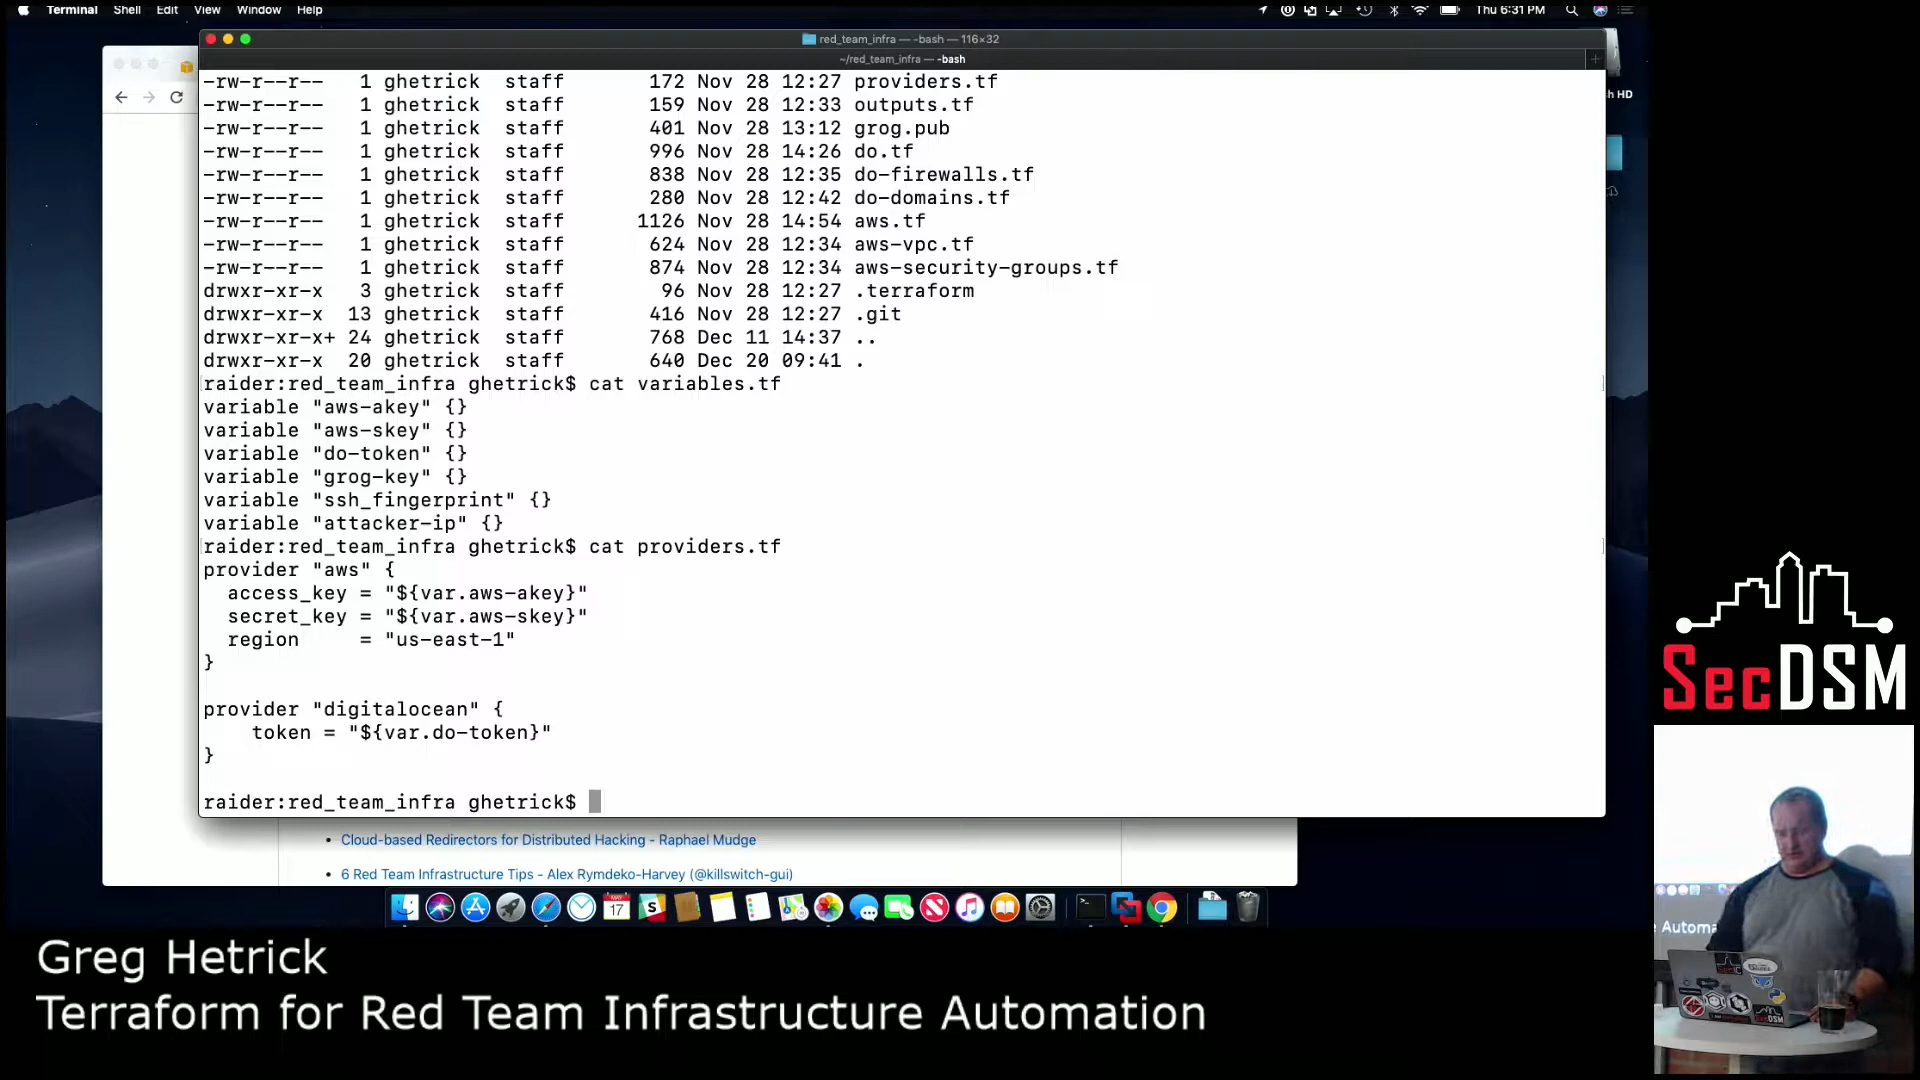 Terminal Shell Edit View Window Help Thu 6:31 PM
red_team_infra — -bash — 116×32
~/red_team_infra — -bash
-rw-r--r-- 1 ghetrick staff 172 Nov 28 12:27 providers.tf
-rw-r--r-- 1 ghetrick staff 159 Nov 28 12:33 outputs.tf
-rw-r--r-- 1 ghetrick staff 401 Nov 28 13:12 grog.pub
-rw-r--r-- 1 ghetrick staff 996 Nov 28 14:26 do.tf
-rw-r--r-- 1 ghetrick staff 838 Nov 28 12:35 do-firewalls.tf
-rw-r--r-- 1 ghetrick staff 280 Nov 28 12:42 do-domains.tf
-rw-r--r-- 1 ghetrick staff 1126 Nov 28 14:54 aws.tf
-rw-r--r-- 1 ghetrick staff 624 Nov 28 12:34 aws-vpc.tf
-rw-r--r-- 1 ghetrick staff 874 Nov 28 12:34 aws-security-groups.tf
drwxr-xr-x 3 ghetrick staff 96 Nov 28 12:27 .terraform
drwxr-xr-x 13 ghetrick staff 416 Nov 28 12:27 .git
drwxr-xr-x+ 24 ghetrick staff 768 Dec 11 14:37 ..
drwxr-xr-x 20 ghetrick staff 640 Dec 20 09:41 .
raider:red_team_infra ghetrick$ cat variables.tf
variable "aws-akey" {}
variable "aws-skey" {}
variable "do-token" {}
variable "grog-key" {}
variable "ssh_fingerprint" {}
variable "attacker-ip" {}
raider:red_team_infra ghetrick$ cat providers.tf
provider "aws" {
access_key = "${var.aws-akey}"
secret_key = "${var.aws-skey}"
region = "us-east-1"
}
provider "digitalocean" {
token = "${var.do-token}"
}
raider:red_team_infra ghetrick$
h HD
• Cloud-based Redirectors for Distributed Hacking - Raphael Mudge
• 6 Red Team Infrastructure Tips - Alex Rymdeko-Harvey (@killswitch-gui)
MAY
17
SecDSM
Automa
SecDSM
Greg Hetrick
Terraform for Red Team Infrastructure Automation